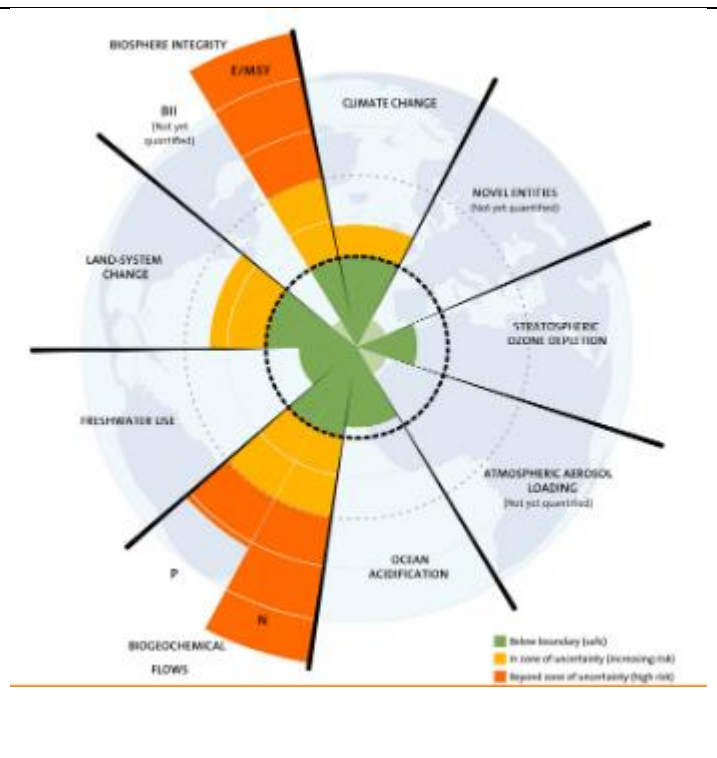 BIOSPHERE INTEGRITY
E/MSY
CLIMATE CHANGE
BII
(Not yet
quantified)
NOVEL ENTITIES
(Not yet quantified)
LAND-SYSTEM
CHANGE
STRATOSPHERIC
OZONE DEPLETION
FRESHWATER USE
ATMOSPHERIC AEROSOL
LOADING
(Not yet quantified)
OCEAN
ACIDIFICATION
P
N
BIOGEOCHEMICAL
FLOWS
Below boundary (safe)
In zone of uncertainty (increasing risk)
Beyond zone of uncertainty (high risk)